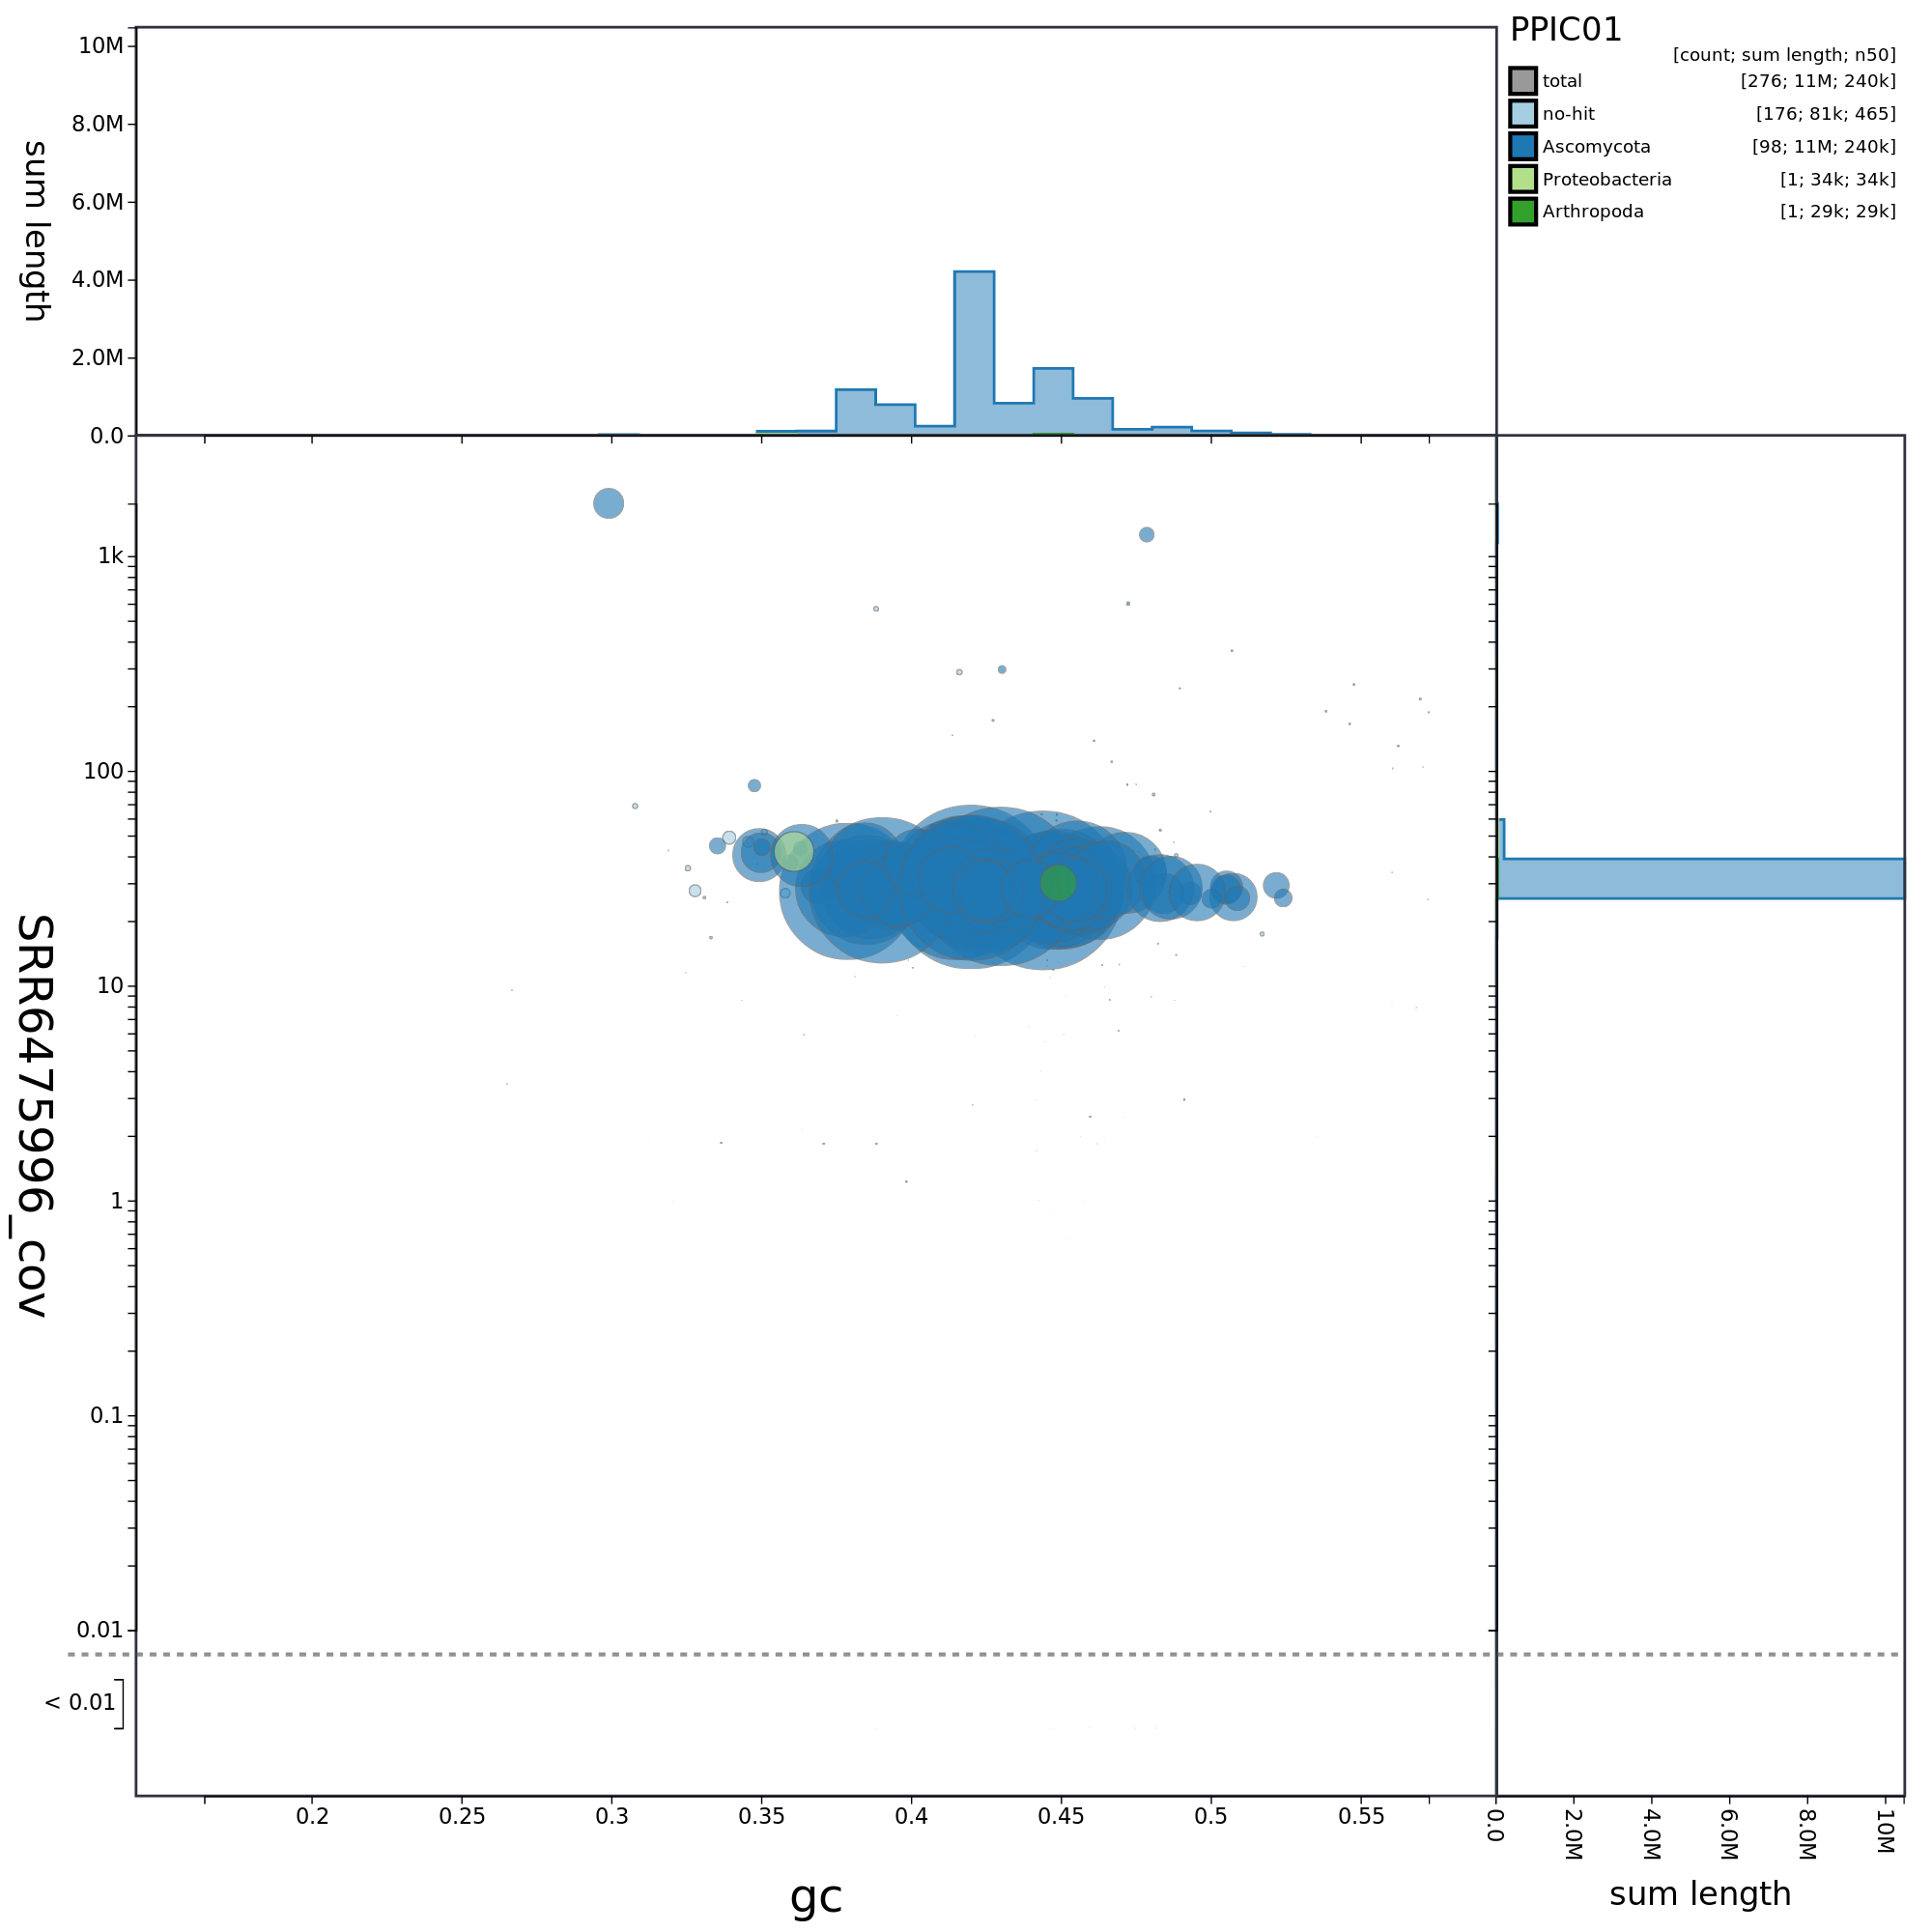 PPIC01
[count; sum length; n50]
total [276; 11M; 240k]
no-hit [176; 81k; 465]
Ascomycota [98; 11M; 240k]
Proteobacteria [1; 34k; 34k]
Arthropoda [1; 29k; 29k]
sum length
10M
8.0M
6.0M
4.0M
2.0M
0.0
SRR6475996_cov
1k
100
10
1
0.1
0.01
< 0.01
0.2 0.25 0.3 0.35 0.4 0.45 0.5 0.55
gc
0.0 2.0M 4.0M 6.0M 8.0M 10M
sum length